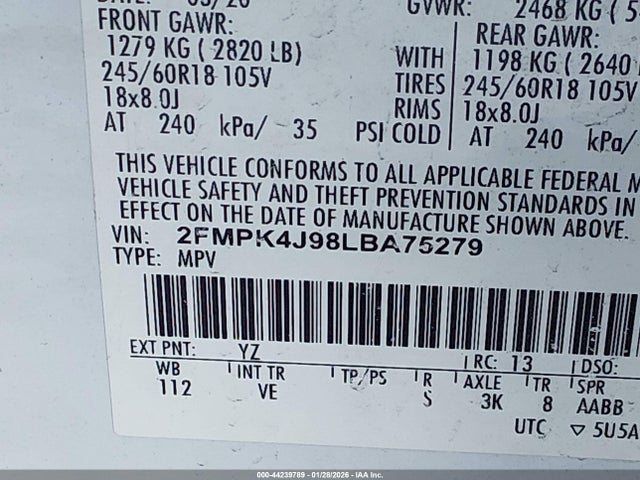 GVWR: 2468 KG
FRONT GAWR: REAR GAWR:
1279 KG ( 2820 LB) WITH 1198 KG ( 2640
245/60R18 105V TIRES 245/60R18 105V
18x8.0J RIMS 18x8.0J
AT 240 kPa/ 35 PSI COLD AT 240 kPa/
THIS VEHICLE CONFORMS TO ALL APPLICABLE FEDERAL M
VEHICLE SAFETY AND THEFT PREVENTION STANDARDS IN
EFFECT ON THE DATE OF MANUFACTURE SHOWN ABOVE.
VIN: 2FMPK4J98LBA75279
TYPE: MPV
EXT PNT: YZ RC: 13 DSO:
WB INT TR TP/PS R AXLE TR SPR
112 VE S 3K 8 AABB
UTC ▽ 5U5A
000-44239789 - 01/28/2026 - IAA Inc.